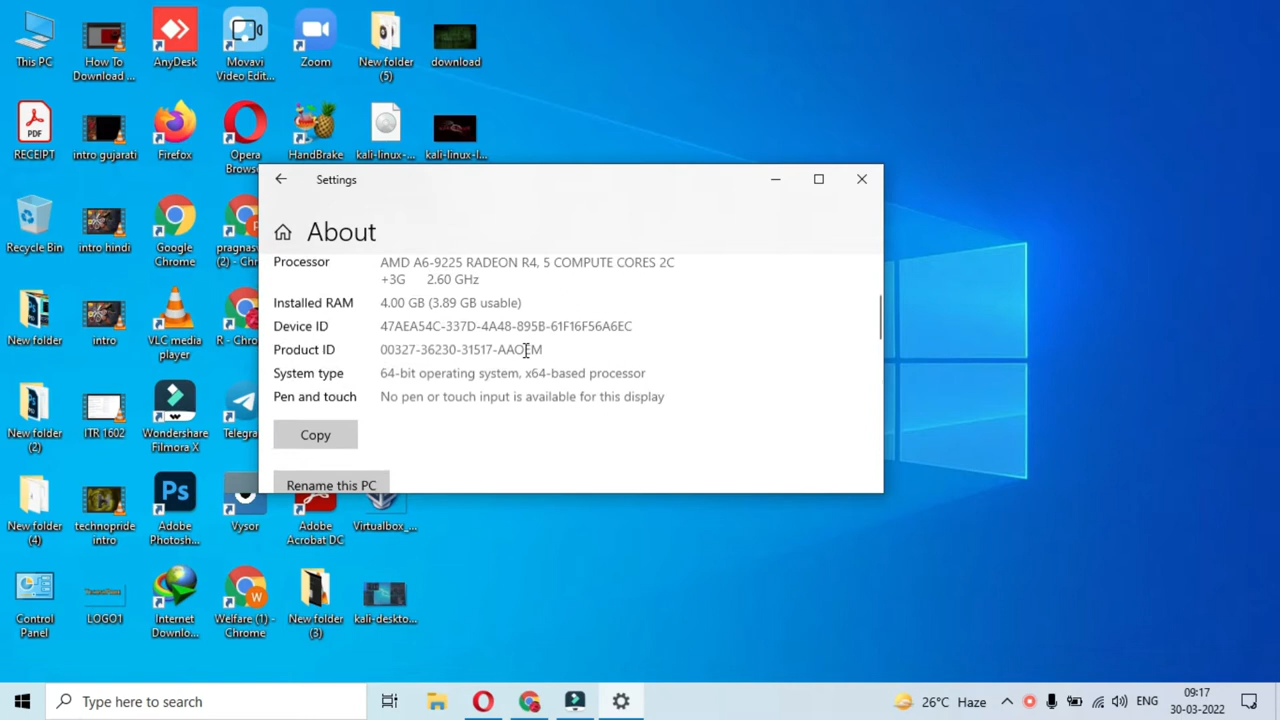 This PC
How To
Download ...
AnyDesk
Movavi
Video Edit...
Zoom
New folder
(5)
download
RECEIPT
intro gujarati
Firefox
Opera
Brows...
HandBrake
kali-linux-...
kali-linux-l...
Recycle Bin
intro hindi
Google
Chrome
pragnas...
(2) - Chr...
New folder
intro
VLC media
player
R - Chro...
New folder
(2)
ITR 1602
Wondershare
Filmora X
Telegra...
New folder
(4)
technopride
intro
Adobe
Photosh...
Vysor
Adobe
Acrobat DC
Virtualbox_...
Control
Panel
LOGO1
Internet
Downlo...
Welfare (1) -
Chrome
New folder
(3)
kali-deskto...
Settings
About
Processor AMD A6-9225 RADEON R4, 5 COMPUTE CORES 2C
+3G 2.60 GHz
Installed RAM 4.00 GB (3.89 GB usable)
Device ID 47AEA54C-337D-4A48-895B-61F16F56A6EC
Product ID 00327-36230-31517-AAOEM
System type 64-bit operating system, x64-based processor
Pen and touch No pen or touch input is available for this display
Copy
Rename this PC
Type here to search
26°C Haze
ENG
09:17
30-03-2022